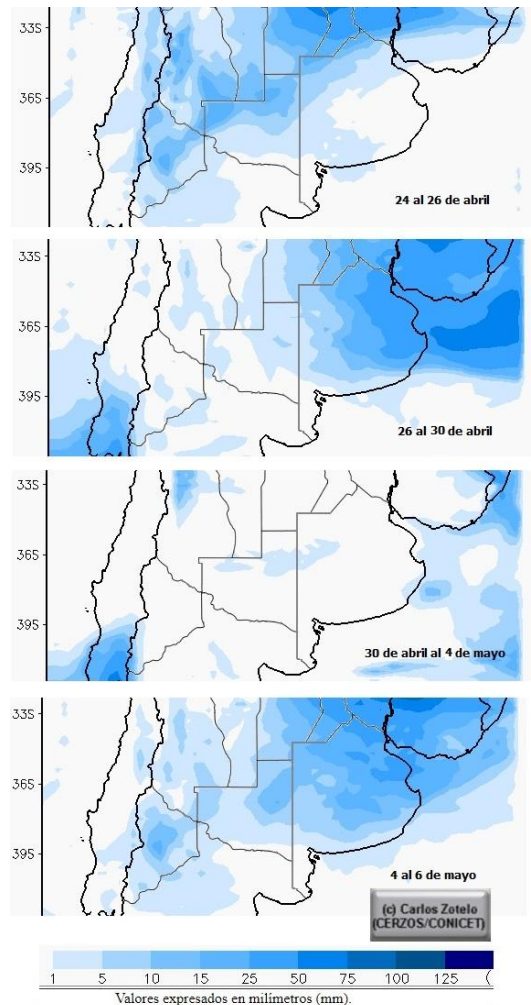 33S
36S
39S
24 al 26 de abril
33S
36S
39S
26 al 30 de abril
33S
36S
39S
30 de abril al 4 de mayo
33S
36S
39S
4 al 6 de mayo
(c) Carlos Zotelo
(CERZOS/CONICET)
1 5 10 15 25 50 75 100 125
Valores expresados en milímetros (mm).